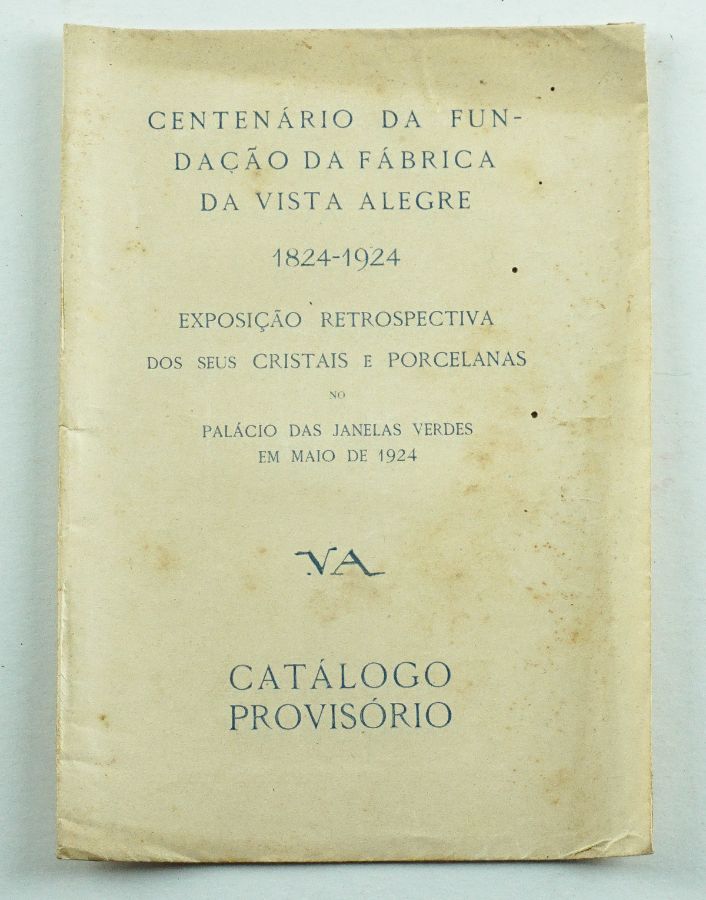 CENTENÁRIO DA FUN-
DAÇÃO DA FÁBRICA
DA VISTA ALEGRE
1824-1924
EXPOSIÇÃO RETROSPECTIVA
DOS SEUS CRISTAIS E PORCELANAS
NO
PALÁCIO DAS JANELAS VERDES
EM MAIO DE 1924
VA
CATÁLOGO
PROVISÓRIO